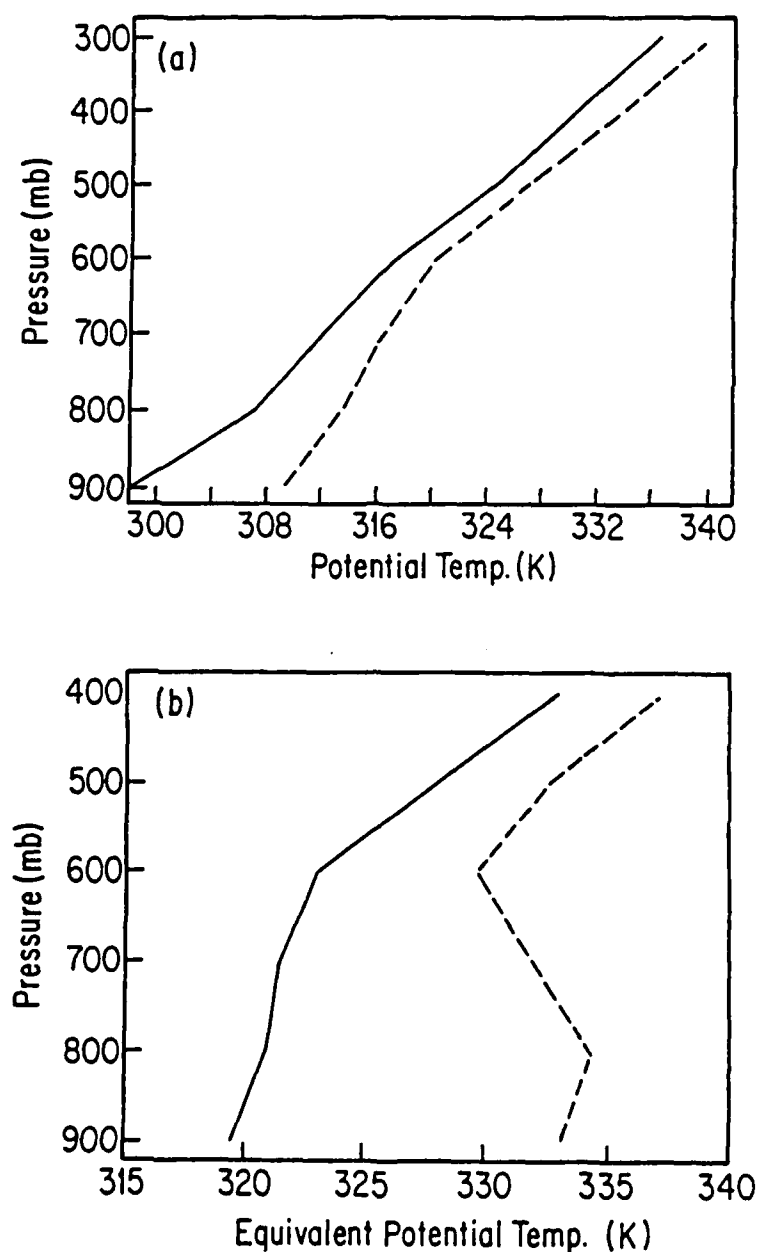 (a)
300
400
500
600
700
800
900
Pressure (mb)
300 308 316 324 332 340
Potential Temp. (K)
(b)
400
500
600
700
800
900
Pressure (mb)
315 320 325 330 335 340
Equivalent Potential Temp. (K)